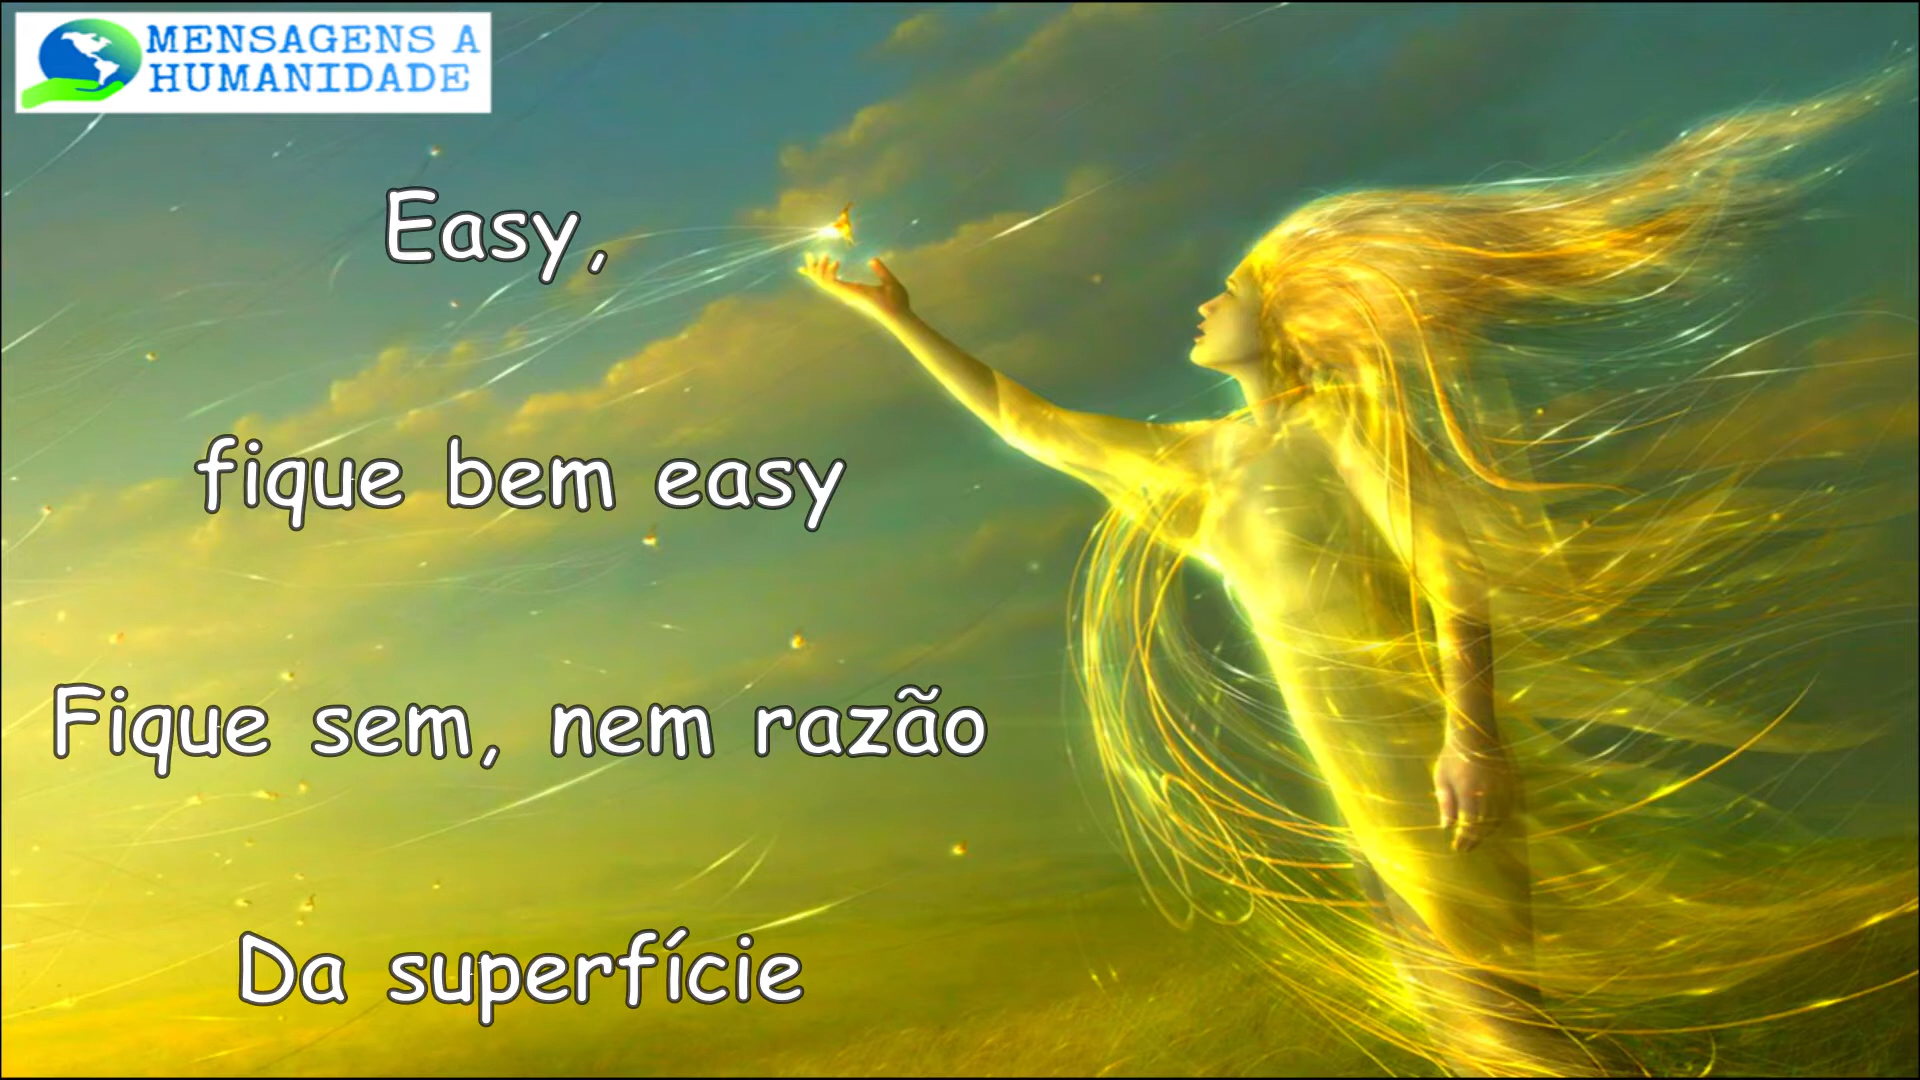 MENSAGENS A
HUMANIDADE
Easy,
fique bem easy
Fique sem, nem razão
Da superfície